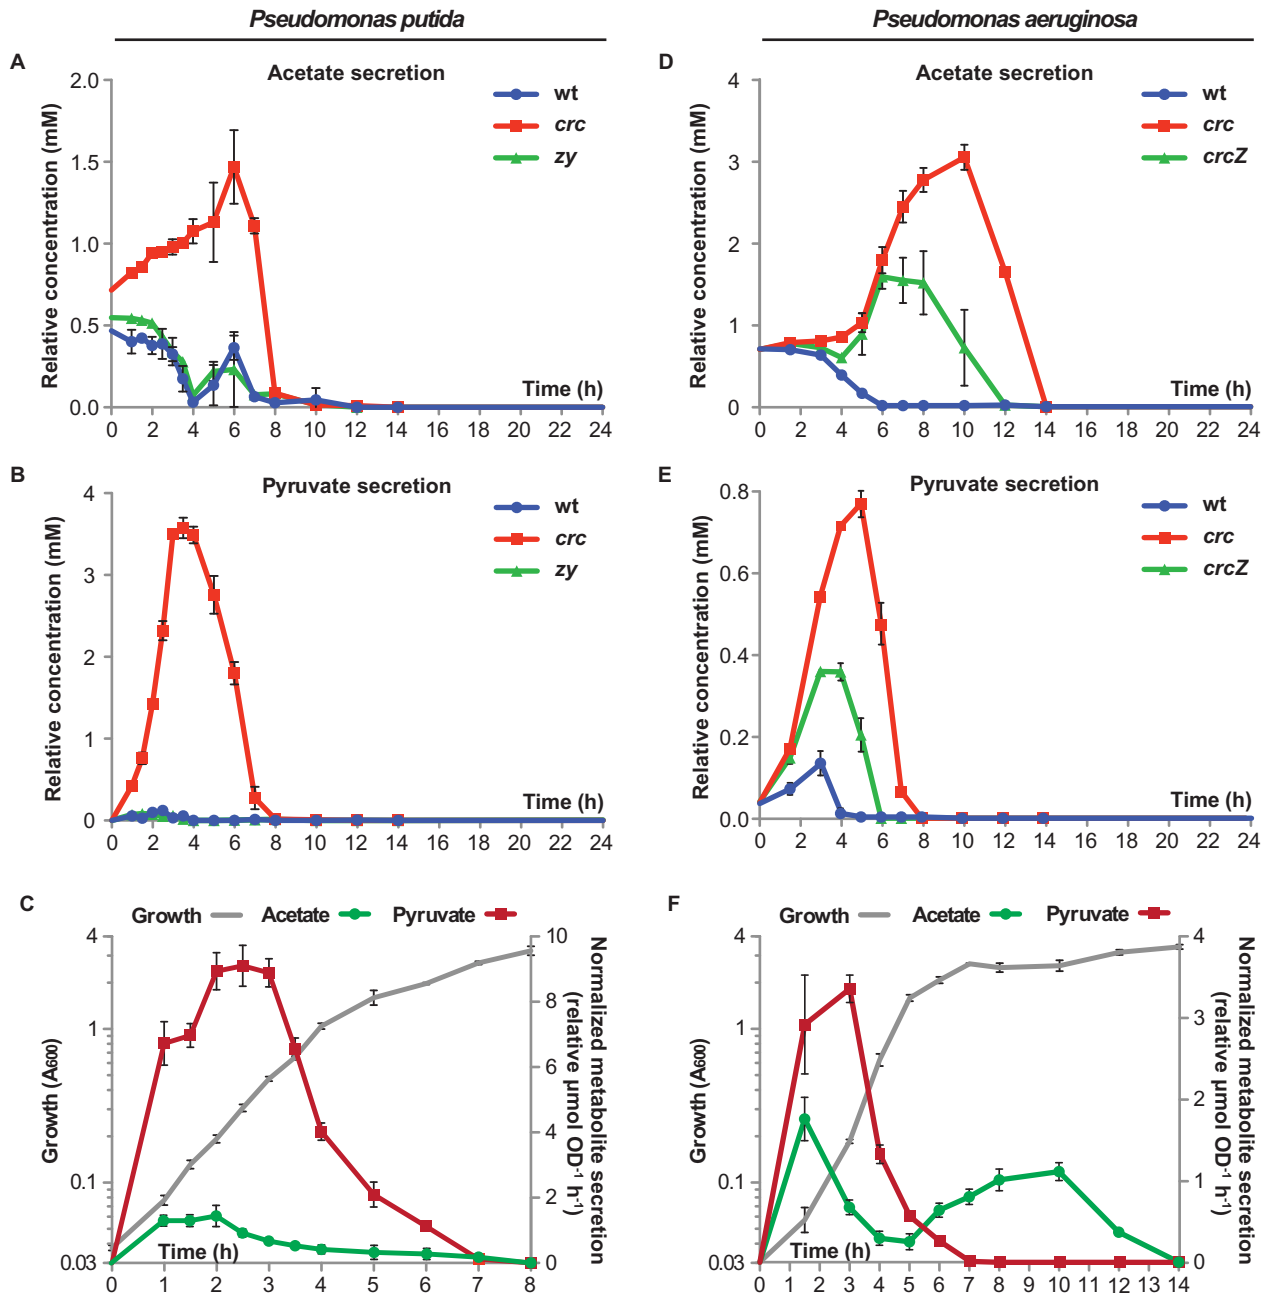 Pseudomonas putida
Pseudomonas aeruginosa
A
Acetate secretion
wt
crc
zy
Relative concentration (mM)
2.0
1.5
1.0
0.5
0.0
Time (h)
0 2 4 6 8 10 12 14 16 18 20 22 24
D
Acetate secretion
wt
crc
crcZ
Relative concentration (mM)
4
3
2
1
0
Time (h)
0 2 4 6 8 10 12 14 16 18 20 22 24
B
Pyruvate secretion
wt
crc
zy
Relative concentration (mM)
4
3
2
1
0
Time (h)
0 2 4 6 8 10 12 14 16 18 20 22 24
E
Pyruvate secretion
wt
crc
crcZ
Relative concentration (mM)
0.8
0.6
0.4
0.2
0.0
Time (h)
0 2 4 6 8 10 12 14 16 18 20 22 24
C
Growth Acetate Pyruvate
Growth (A600)
4
1
0.1
0.03
10
8
6
4
2
0
Normalized metabolite secretion
(relative µmol OD-1 h-1)
Time (h)
0 1 2 3 4 5 6 7 8
F
Growth Acetate Pyruvate
Growth (A600)
4
1
0.1
0.03
4
3
2
1
0
Normalized metabolite secretion
(relative µmol OD-1 h-1)
Time (h)
0 1 2 3 4 5 6 7 8 9 10 11 12 13 14